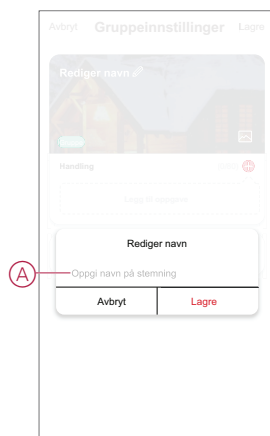 Avbryt Gruppeinnstillinger Lagre
Rediger navn
Handling
Rediger navn
A
Oppgi navn på stemning
Avbryt Lagre